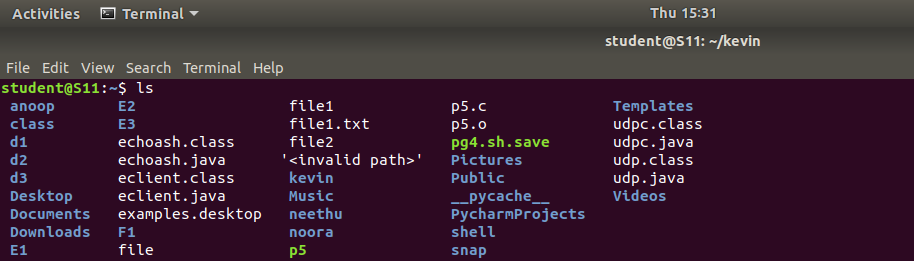 Activities Terminal Thu 15:31
student@S11: ~/kevin
File Edit View Search Terminal Help
student@S11:~$ ls
anoop E2 file1 p5.c Templates
class E3 file1.txt p5.o udpc.class
d1 echoash.class file2 pg4.sh.save udpc.java
d2 echoash.java '<invalid path>' Pictures udp.class
d3 eclient.class kevin Public udp.java
Desktop eclient.java Music __pycache__ Videos
Documents examples.desktop neethu PycharmProjects
Downloads F1 noora shell
E1 file p5 snap